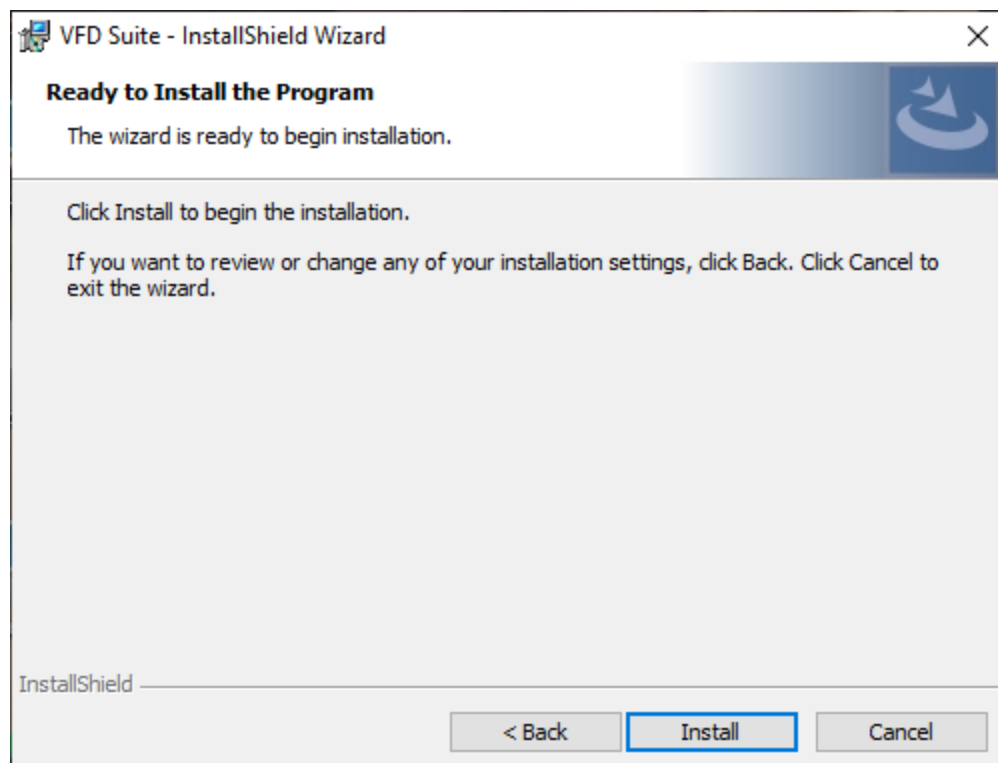 VFD Suite - InstallShield Wizard
Ready to Install the Program
The wizard is ready to begin installation.
Click Install to begin the installation.
If you want to review or change any of your installation settings, click Back. Click Cancel to
exit the wizard.
InstallShield
< Back Install Cancel